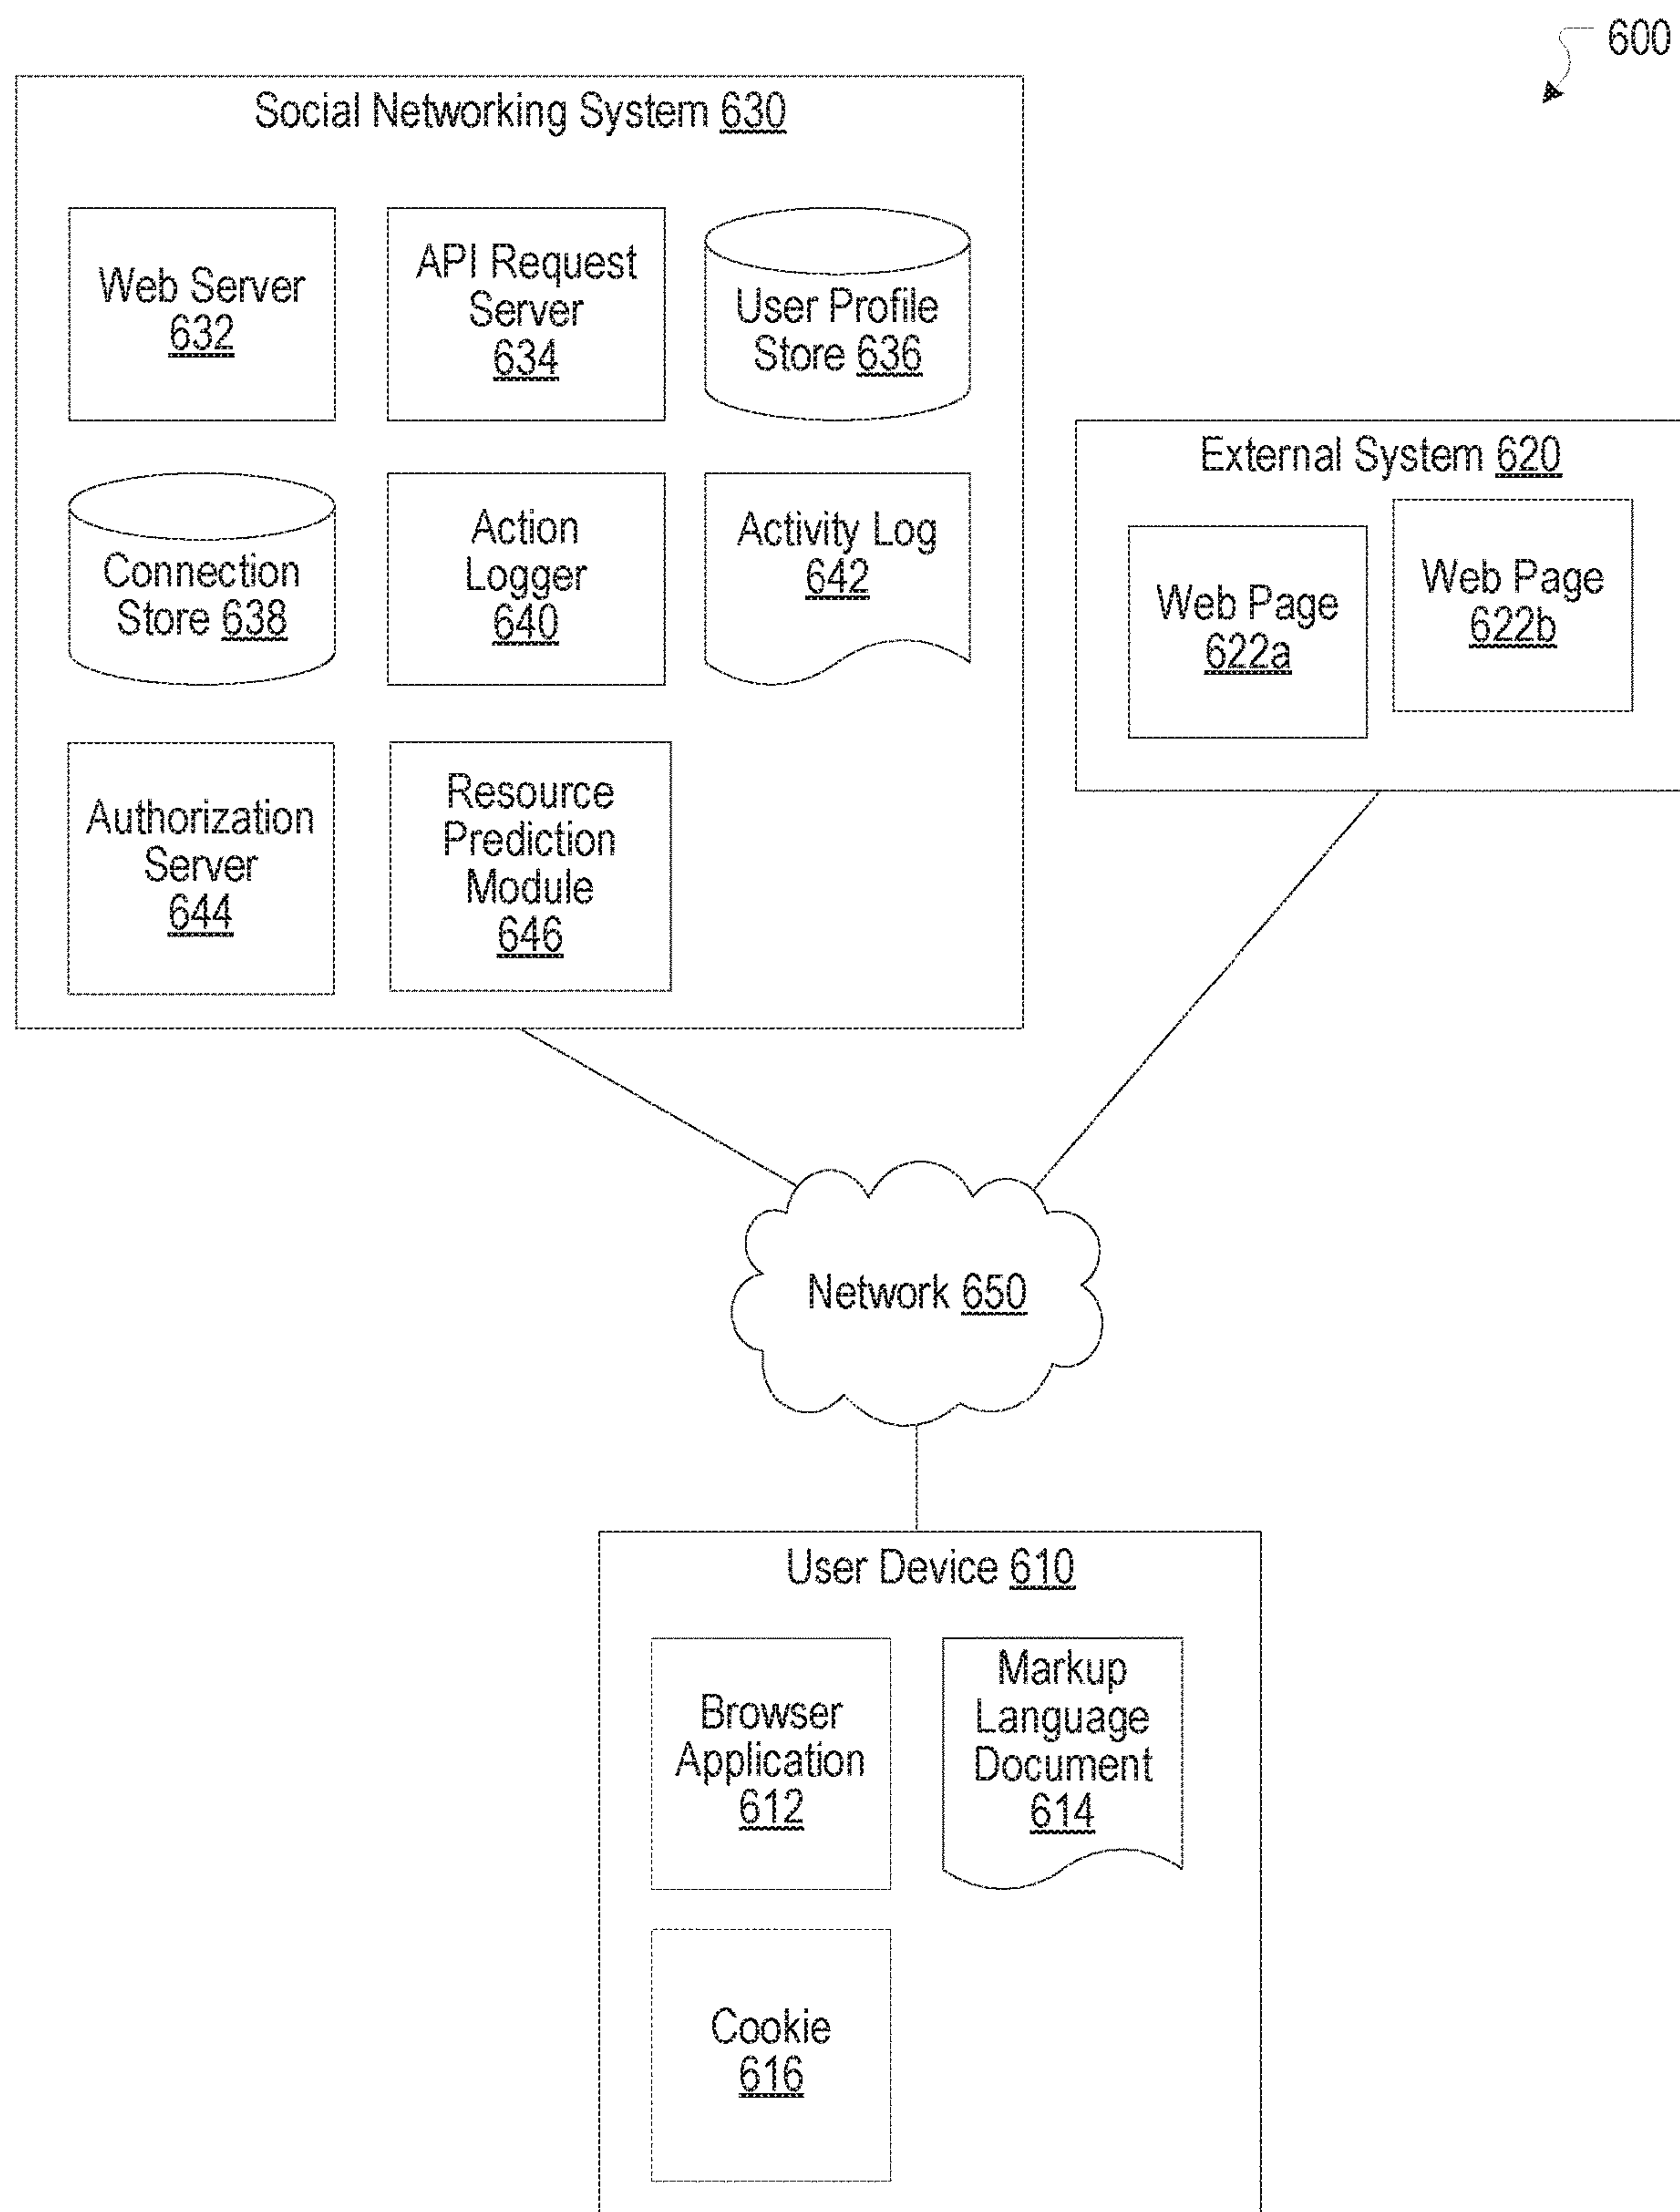 600
Social Networking System 630
Web Server
632
API Request
Server
634
User Profile
Store 636
Connection
Store 638
Action
Logger
640
Activity Log
642
Authorization
Server
644
Resource
Prediction
Module
646
External System 620
Web Page
622a
Web Page
622b
Network 650
User Device 610
Browser
Application
612
Markup
Language
Document
614
Cookie
616